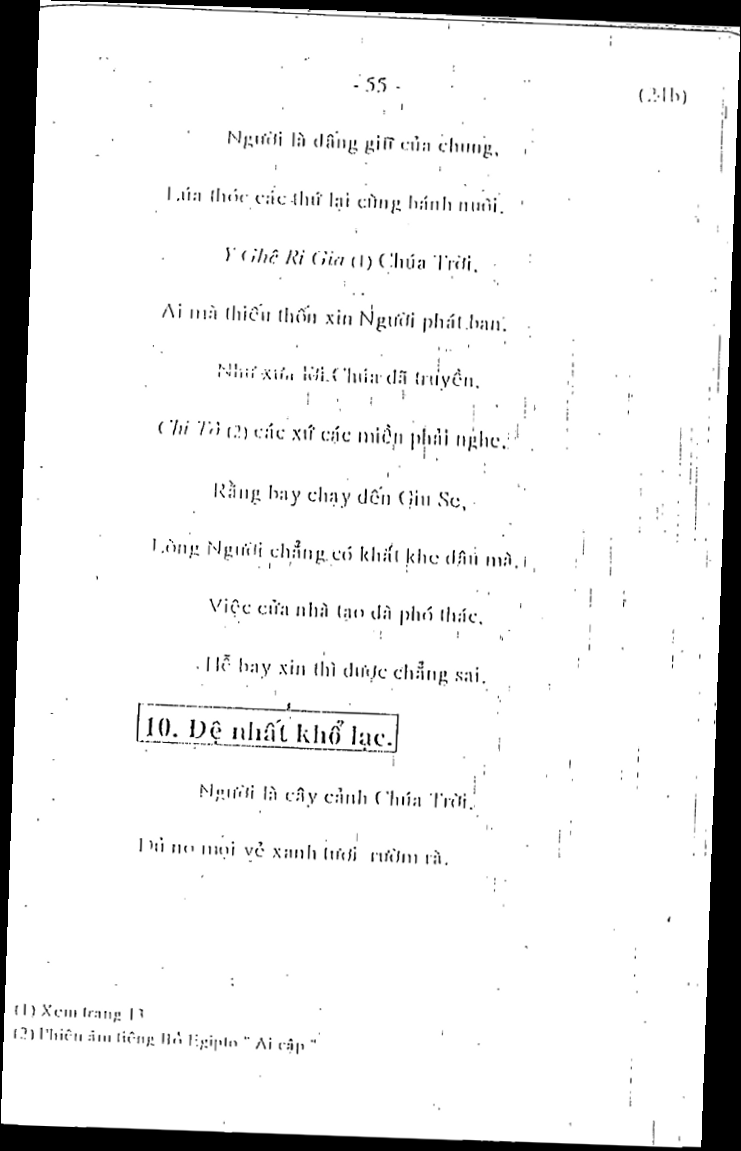 - 55 -
(24b)
Người là đấng giữ của chung,
Lúa thóc các thứ lại cùng bánh nuôi.
Y Ghê Ri Gia (1) Chúa Trời,
Ai mà thiếu thốn xin Người phát ban.
Như xưa lời Chúa đã truyền,
Chi Tô (2) các xứ các miền phải nghe.
Rằng bay chạy đến Giu Se,
Lòng Người chẳng có khắt khe đâu mà.
Việc cửa nhà tao đà phó thác,
Hễ bay xin thì được chẳng sai.
10. Đệ nhất khổ lạc.
Người là cây cảnh Chúa Trời,
Đủ no mọi vẻ xanh tươi rườm rà.
(1) Xem trang 13
(2) Phiên âm tiếng Bồ Egipto " Ai cập "